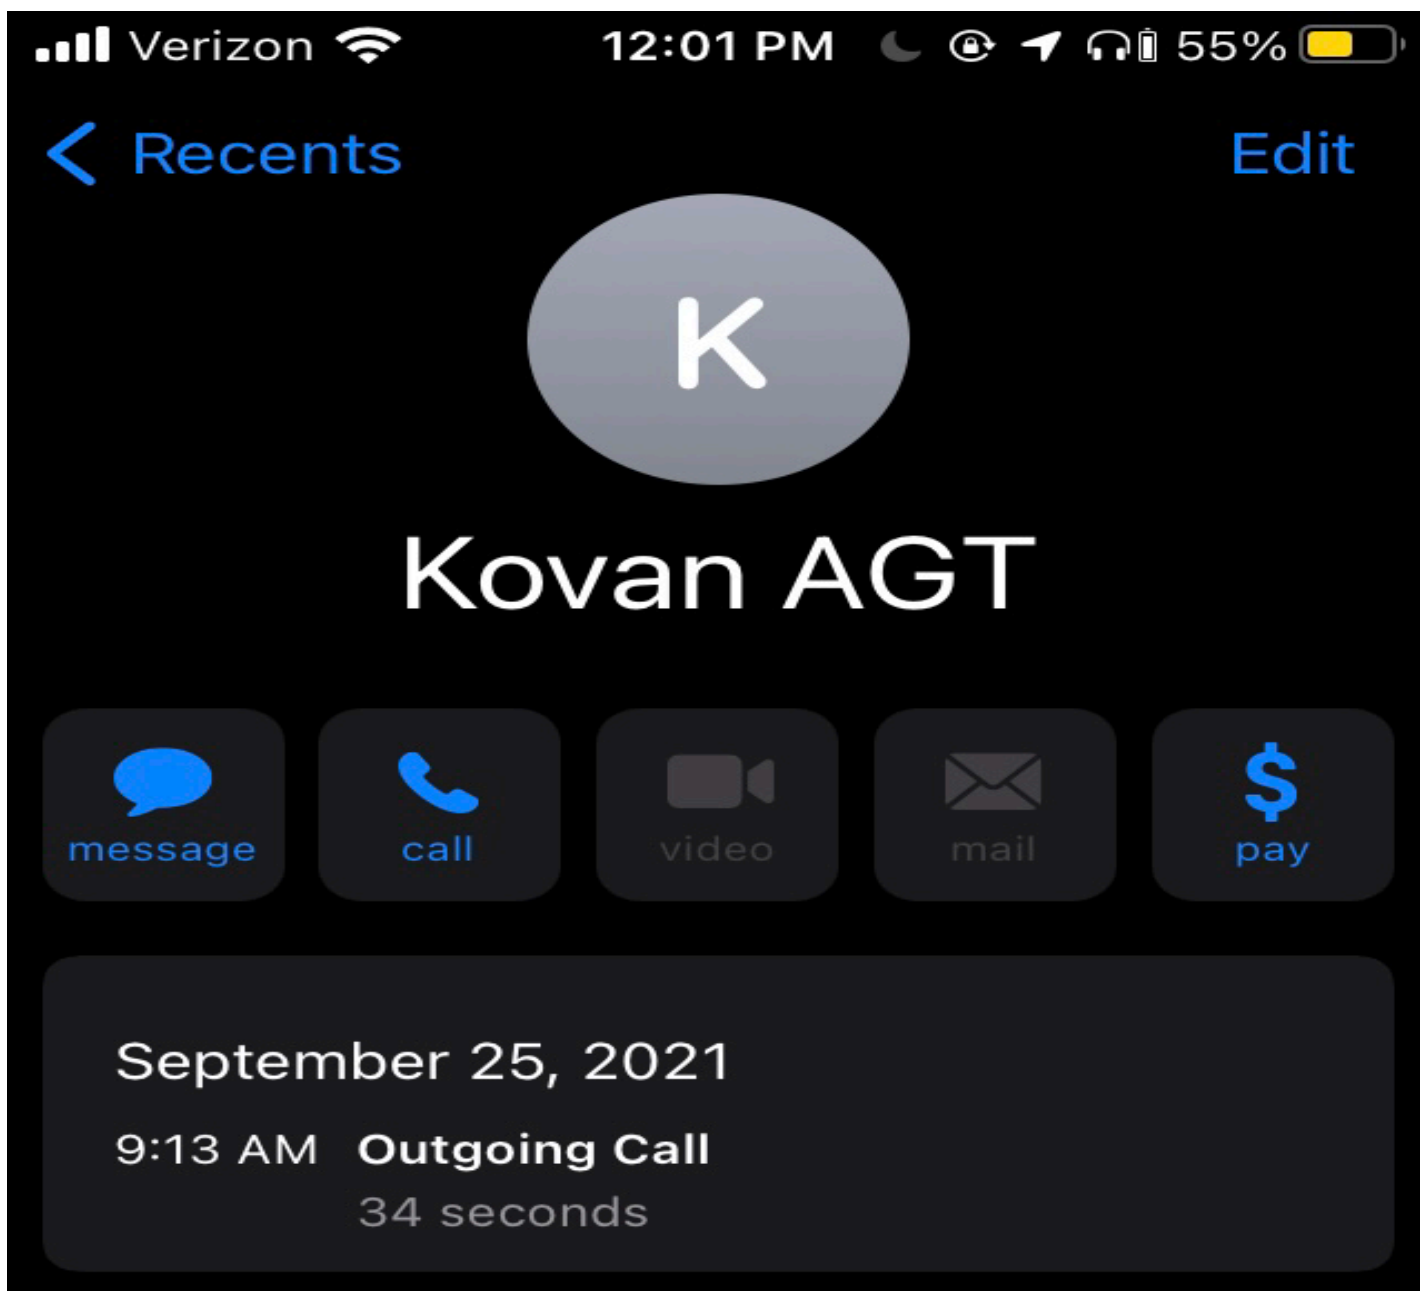 Verizon 12:01 PM 55%
Recents Edit
K
Kovan AGT
message call video mail pay
September 25, 2021
9:13 AM Outgoing Call
34 seconds